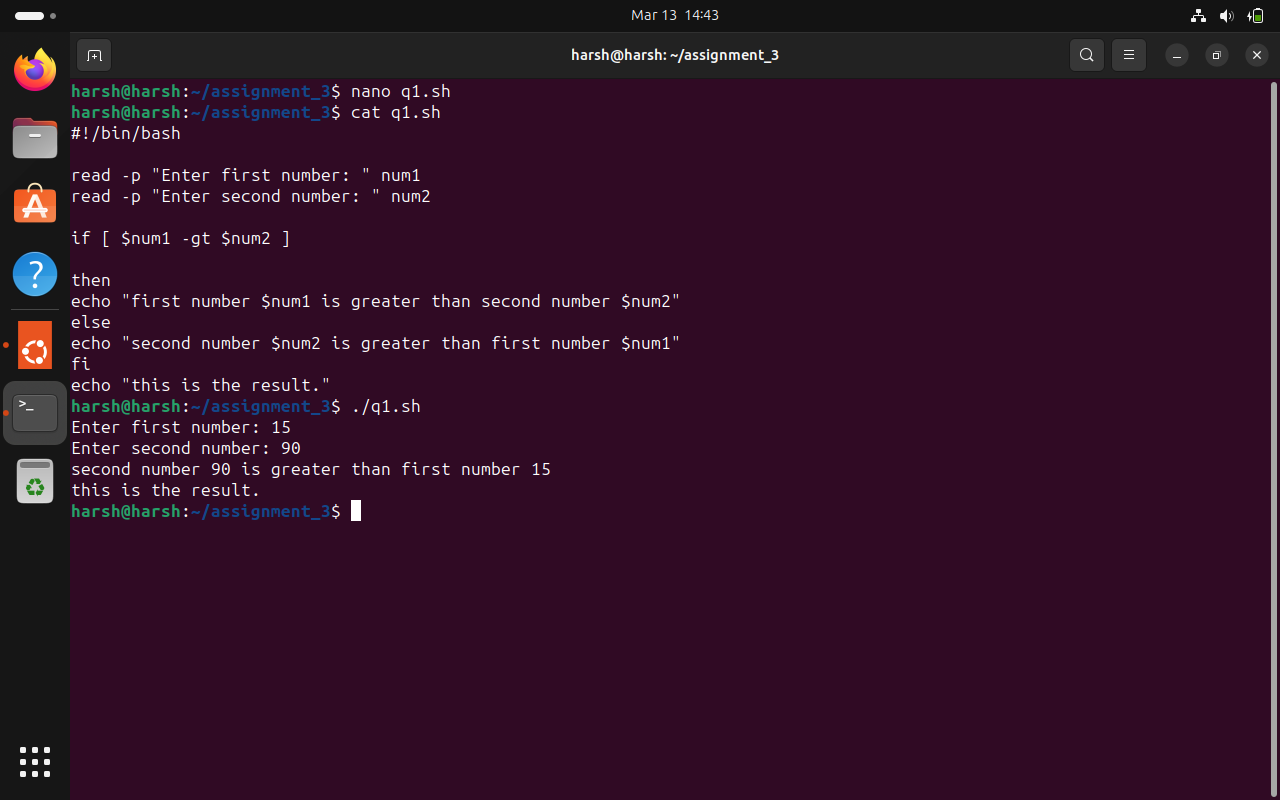 Mar 13 14:43
harsh@harsh: ~/assignment_3
harsh@harsh:~/assignment_3$ nano q1.sh
harsh@harsh:~/assignment_3$ cat q1.sh
#!/bin/bash
read -p "Enter first number: " num1
read -p "Enter second number: " num2
if [ $num1 -gt $num2 ]
then
echo "first number $num1 is greater than second number $num2"
else
echo "second number $num2 is greater than first number $num1"
fi
echo "this is the result."
harsh@harsh:~/assignment_3$ ./q1.sh
Enter first number: 15
Enter second number: 90
second number 90 is greater than first number 15
this is the result.
harsh@harsh:~/assignment_3$